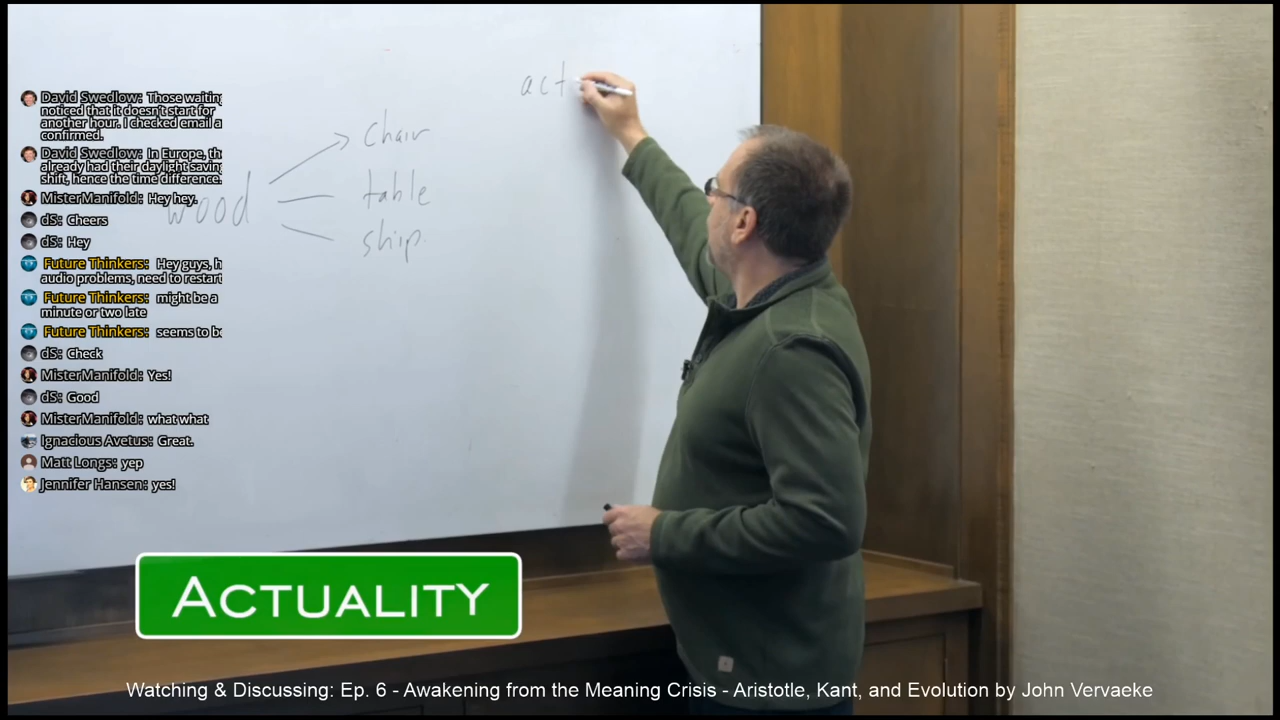 David Swedlow: Those waiting
noticed that it doesn't start for
another hour. I checked email a
confirmed.
David Swedlow: In Europe, th
already had their daylight saving
shift, hence the time difference.
MisterManifold: Hey hey.
dS: Cheers
dS: Hey
Future Thinkers: Hey guys, h
audio problems, need to restart
Future Thinkers: might be a
minute or two late
Future Thinkers: seems to be
dS: Check
MisterManifold: Yes!
dS: Good
MisterManifold: what what
Ignacious Avetus: Great.
Matt Longs: yep
Jennifer Hansen: yes!
wood
chair
table
ship
act
ACTUALITY
Watching & Discussing: Ep. 6 - Awakening from the Meaning Crisis - Aristotle, Kant, and Evolution by John Vervaeke